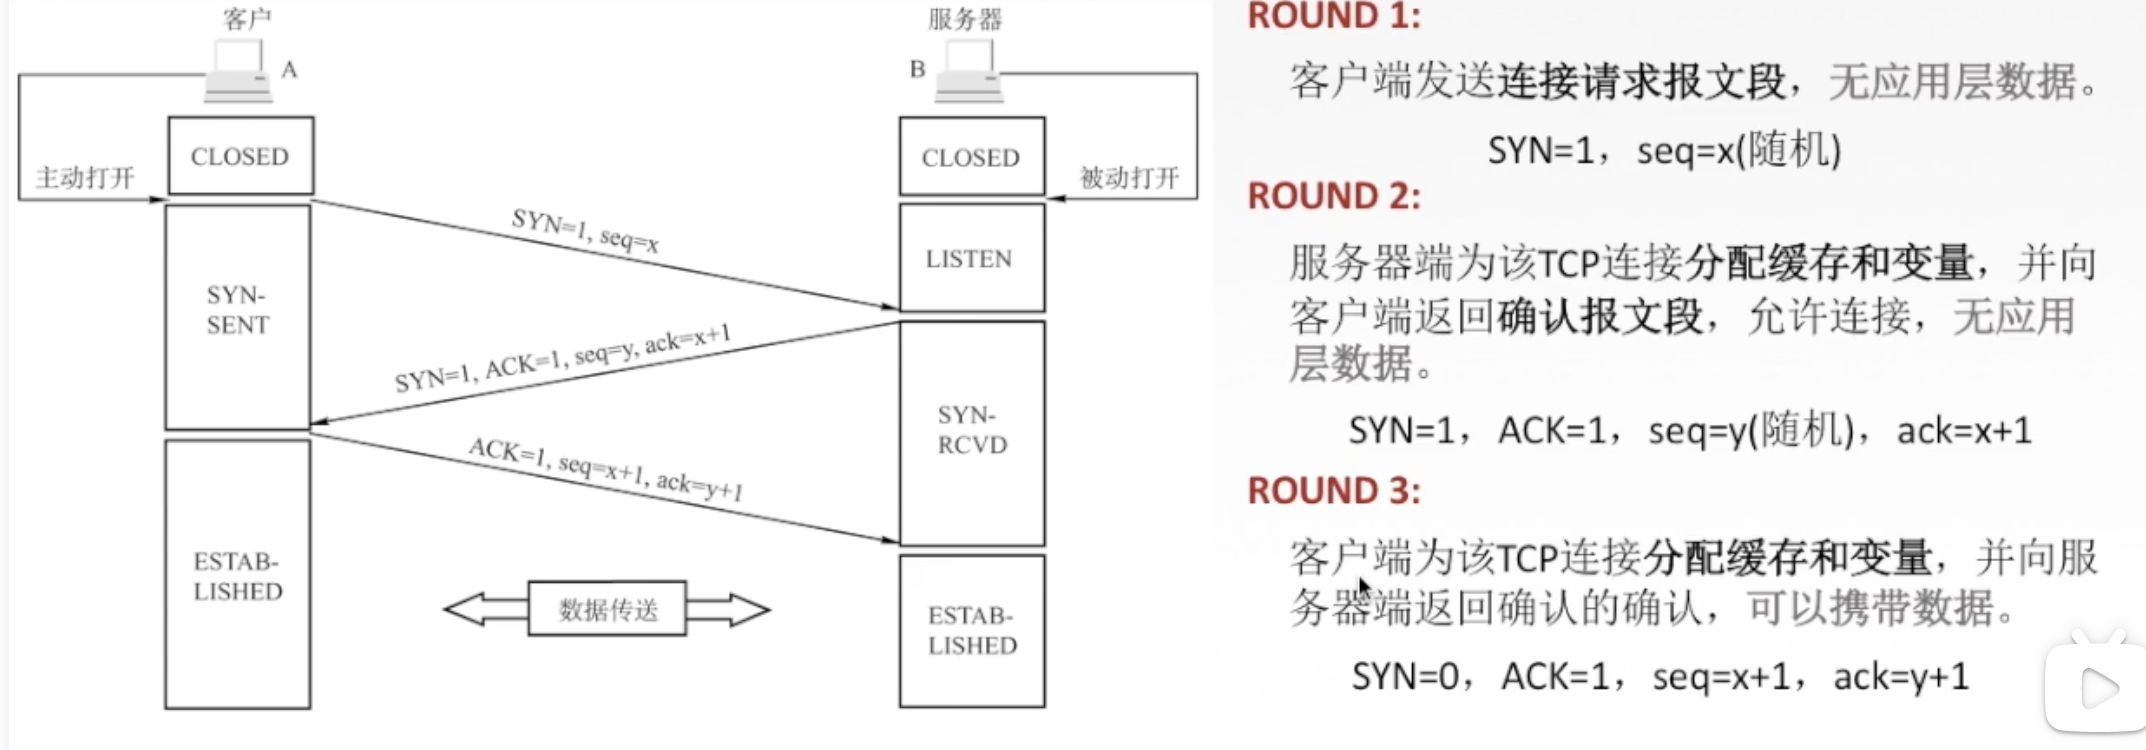 客户
A
CLOSED
主动打开
SYN-
SENT
ESTAB-
LISHED
SYN=1, seq=x
SYN=1, ACK=1, seq=y, ack=x+1
ACK=1, seq=x+1, ack=y+1
数据传送
服务器
B
CLOSED
被动打开
LISTEN
SYN-
RCVD
ESTAB-
LISHED
ROUND 1:
客户端发送连接请求报文段，无应用层数据。
SYN=1，seq=x(随机)
ROUND 2:
服务器端为该TCP连接分配缓存和变量，并向
客户端返回确认报文段，允许连接，无应用
层数据。
SYN=1，ACK=1，seq=y(随机)，ack=x+1
ROUND 3:
客户端为该TCP连接分配缓存和变量，并向服
务器端返回确认的确认，可以携带数据。
SYN=0，ACK=1，seq=x+1，ack=y+1